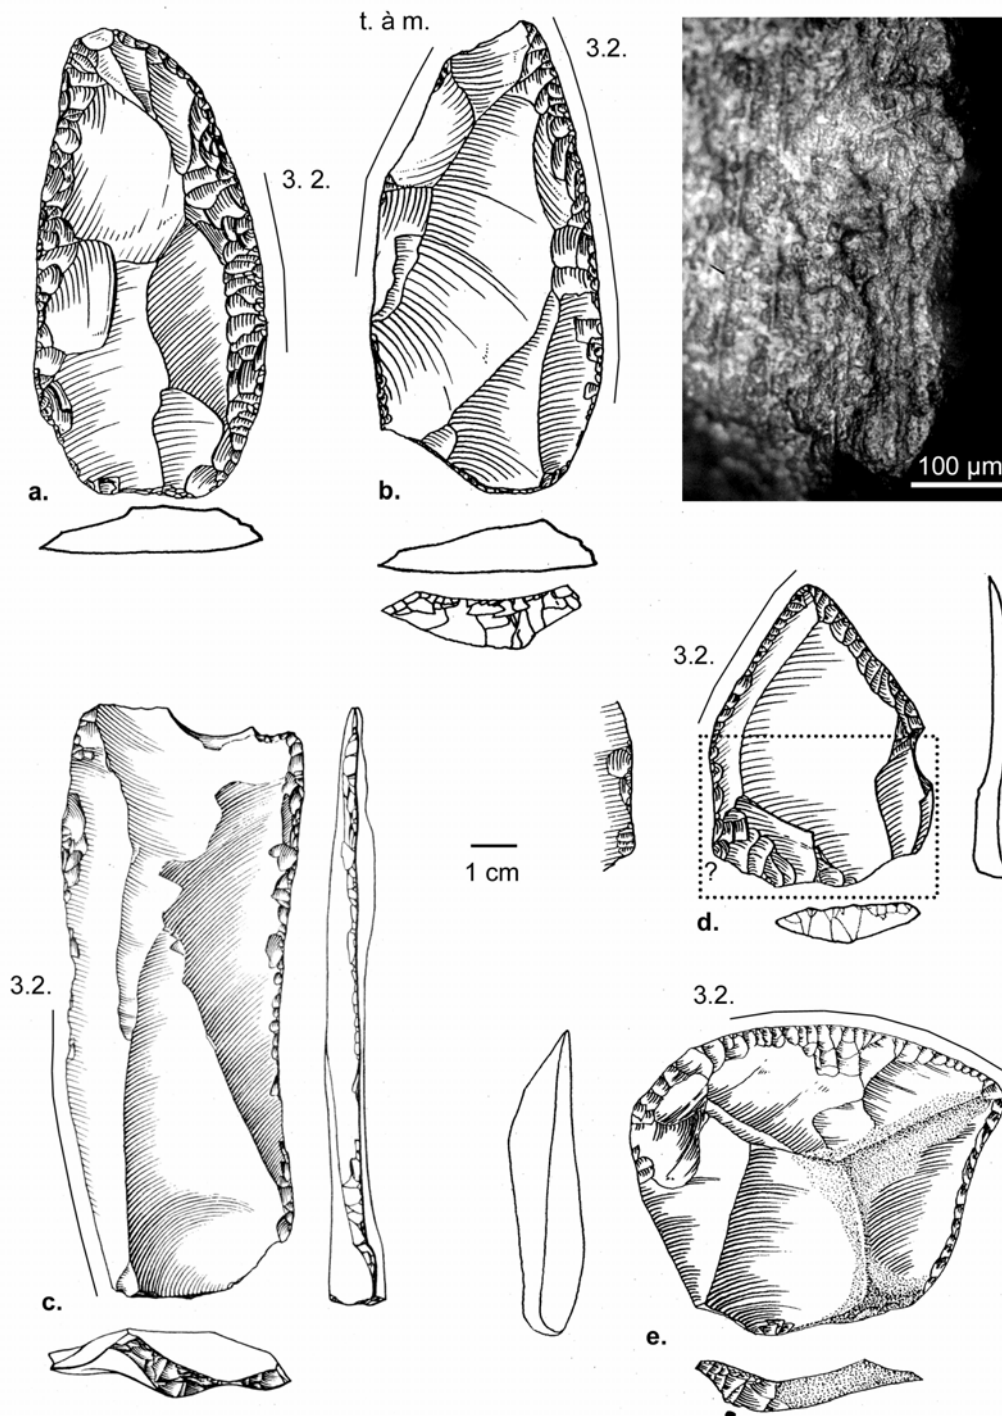 t. à m.
3.2.
3. 2.
a.
b.
100 µm
3.2.
1 cm
?
d.
3.2.
3.2.
c.
e.